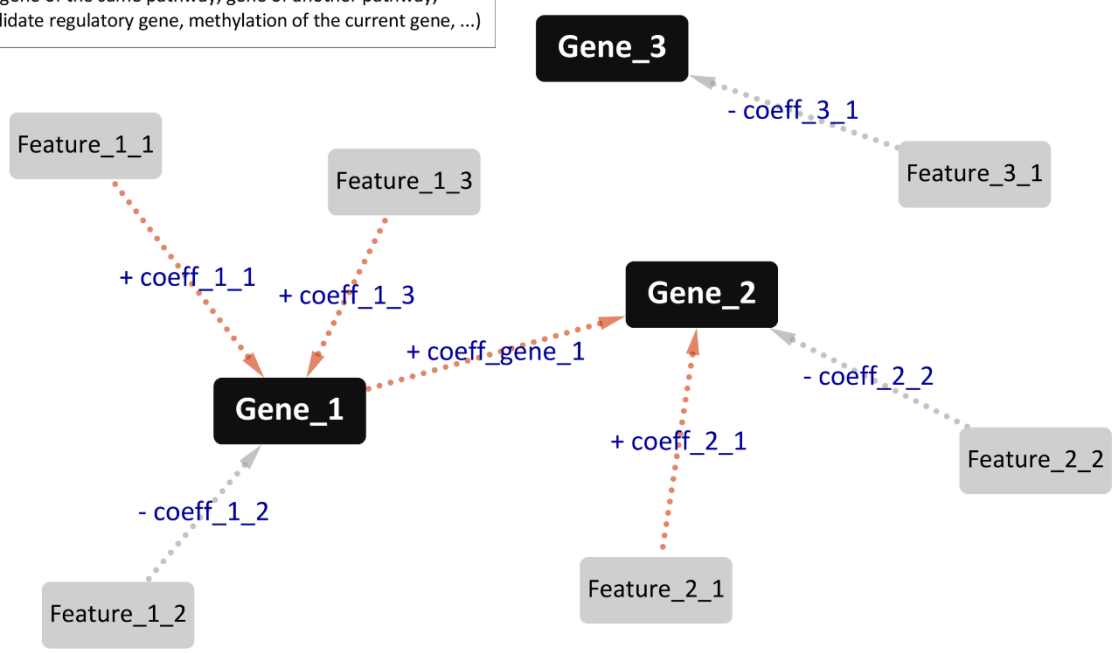 gene of the same pathway, gene of another pathway,
didate regulatory gene, methylation of the current gene, ...)
Gene_3
- coeff_3_1
Feature_1_1
Feature_1_3
Feature_3_1
+ coeff_1_1
+ coeff_1_3
Gene_2
+ coeff_gene_1
- coeff_2_2
Gene_1
+ coeff_2_1
Feature_2_2
- coeff_1_2
Feature_2_1
Feature_1_2